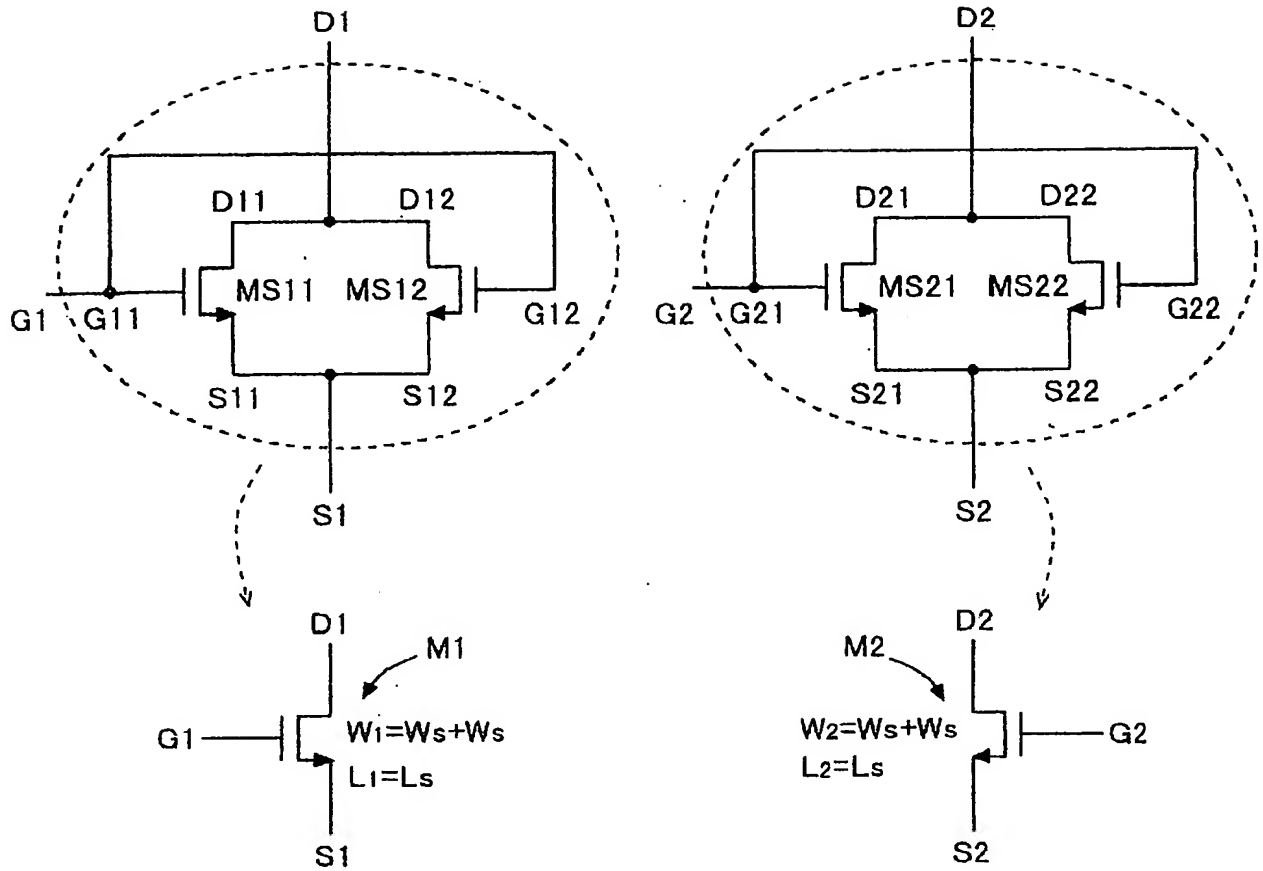 D1
D2
D11 D12
D21 D22
MS11 MS12
MS21 MS22
G1 G11 G12
G2 G21 G22
S11 S12
S21 S22
S1
S2
D1
M1
G1
W1=Ws+Ws
L1=Ls
S1
D2
M2
W2=Ws+Ws
L2=Ls
G2
S2